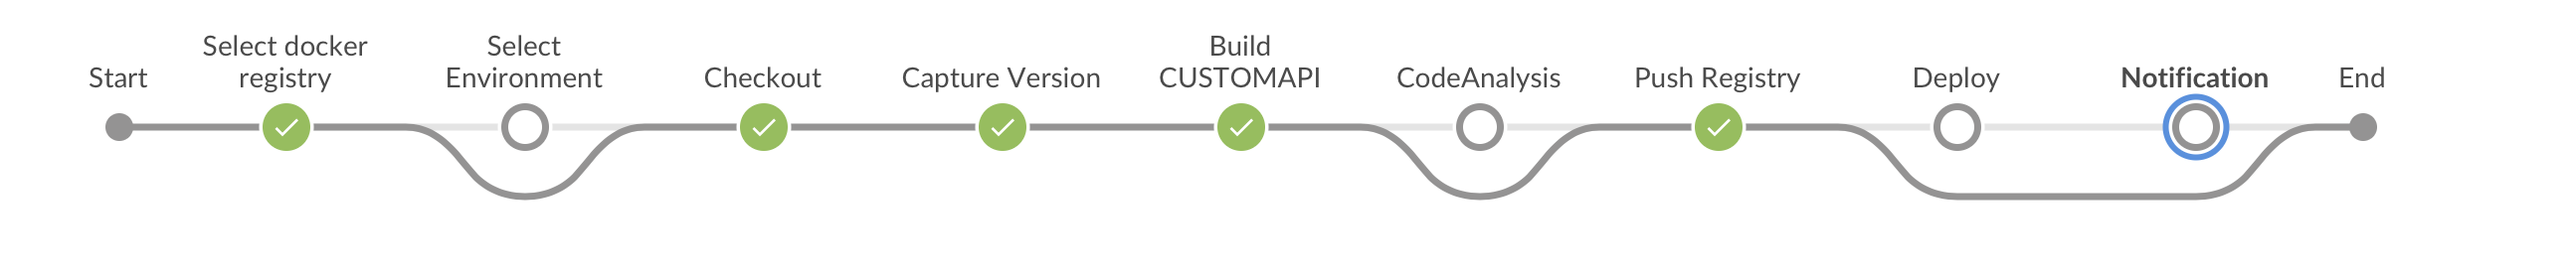 Start
Select docker
registry
Select
Environment
Checkout
Capture Version
Build
CUSTOMAPI
CodeAnalysis
Push Registry
Deploy
Notification
End